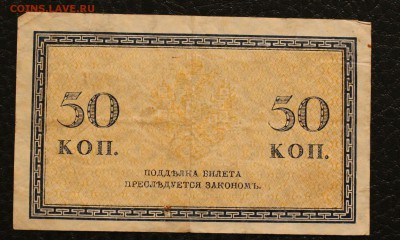 COINS.LAVE.RU
50 50
КОП. КОП.
ПОДДѢЛКА БИЛЕТА
ПРЕСЛѢДУЕТСЯ ЗАКОНОМЪ.